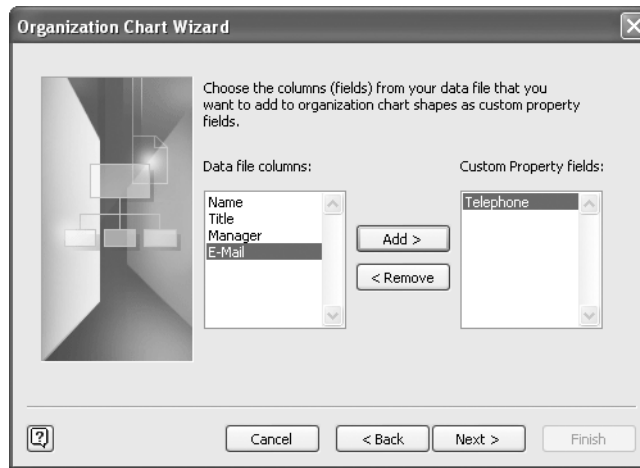 Organization Chart Wizard
Choose the columns (fields) from your data file that you
want to add to organization chart shapes as custom property
fields.
Data file columns:
Custom Property fields:
Name
Title
Manager
E-Mail
Telephone
Add >
< Remove
Cancel
< Back
Next >
Finish